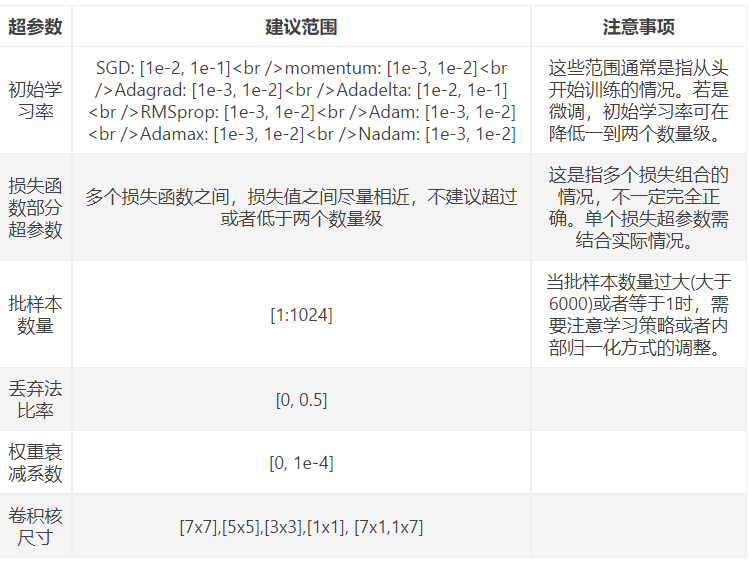 超参数 建议范围 注意事项
初始学
习率
SGD: [1e-2, 1e-1]<br />momentum: [1e-3, 1e-2]<br
/>Adagrad: [1e-3, 1e-2]<br />Adadelta: [1e-2, 1e-1]
<br />RMSprop: [1e-3, 1e-2]<br />Adam: [1e-3, 1e-2]
<br />Adamax: [1e-3, 1e-2]<br />Nadam: [1e-3, 1e-2]
这些范围通常是指从头
开始训练的情况。若是
微调，初始学习率可在
降低一到两个数量级。
损失函
数部分
超参数
多个损失函数之间，损失值之间尽量相近，不建议超过
或者低于两个数量级
这是指多个损失组合的
情况，不一定完全正
确。单个损失超参数需
结合实际情况。
批样本
数量
[1:1024]
当批样本数量过大(大于
6000)或者等于1时，需
要注意学习策略或者内
部归一化方式的调整。
丢弃法
比率
[0, 0.5]
权重衰
减系数
[0, 1e-4]
卷积核
尺寸
[7x7],[5x5],[3x3],[1x1], [7x1,1x7]